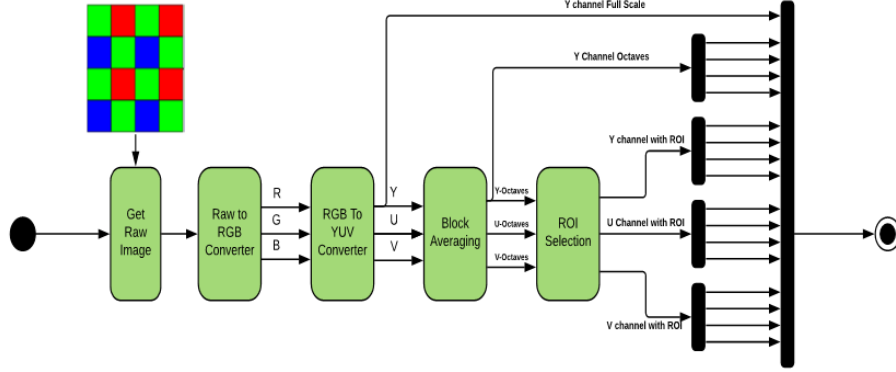 Y channel Full Scale
Y Channel Octaves
Y channel with ROI
Get
Raw
Image
Raw to
RGB
Converter
R
G
B
RGB To
YUV
Converter
Y
U
V
Block
Averaging
Y-Octaves
U-Octaves
V-Octaves
ROI
Selection
U Channel with ROI
V channel with ROI